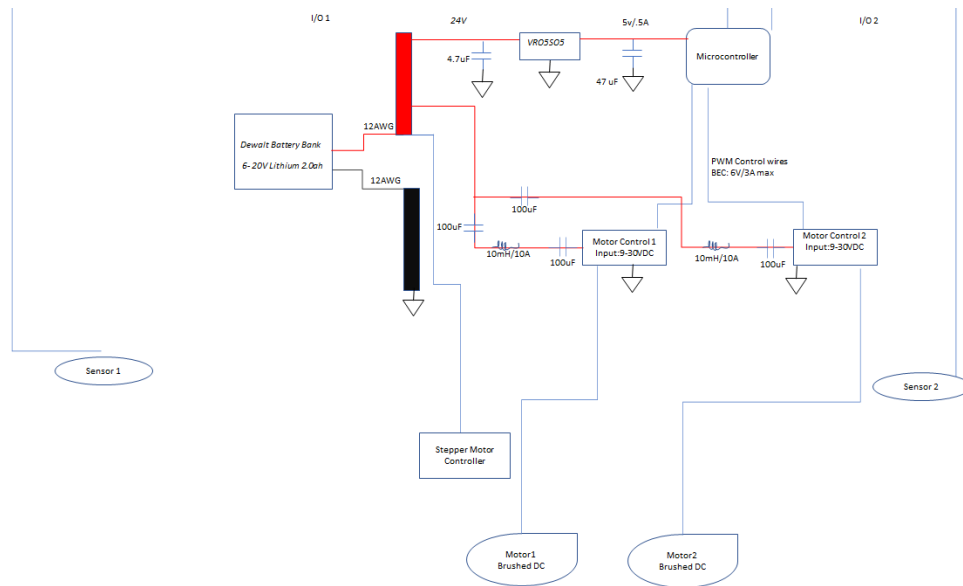 I/O 1
24V
5v/.5A
I/O 2
VRO5SO5
Microcontroller
4.7uF
47 uF
12AWG
Dewalt Battery Bank
6- 20V Lithium 2.0ah
PWM Control wires
BEC: 6V/3A max
12AWG
100uF
100uF
Motor Control 1
Input:9-30VDC
Motor Control 2
Input:9-30VDC
10mH/10A
100uF
10mH/10A
100uF
Sensor 1
Sensor 2
Stepper Motor
Controller
Motor1
Brushed DC
Motor2
Brushed DC